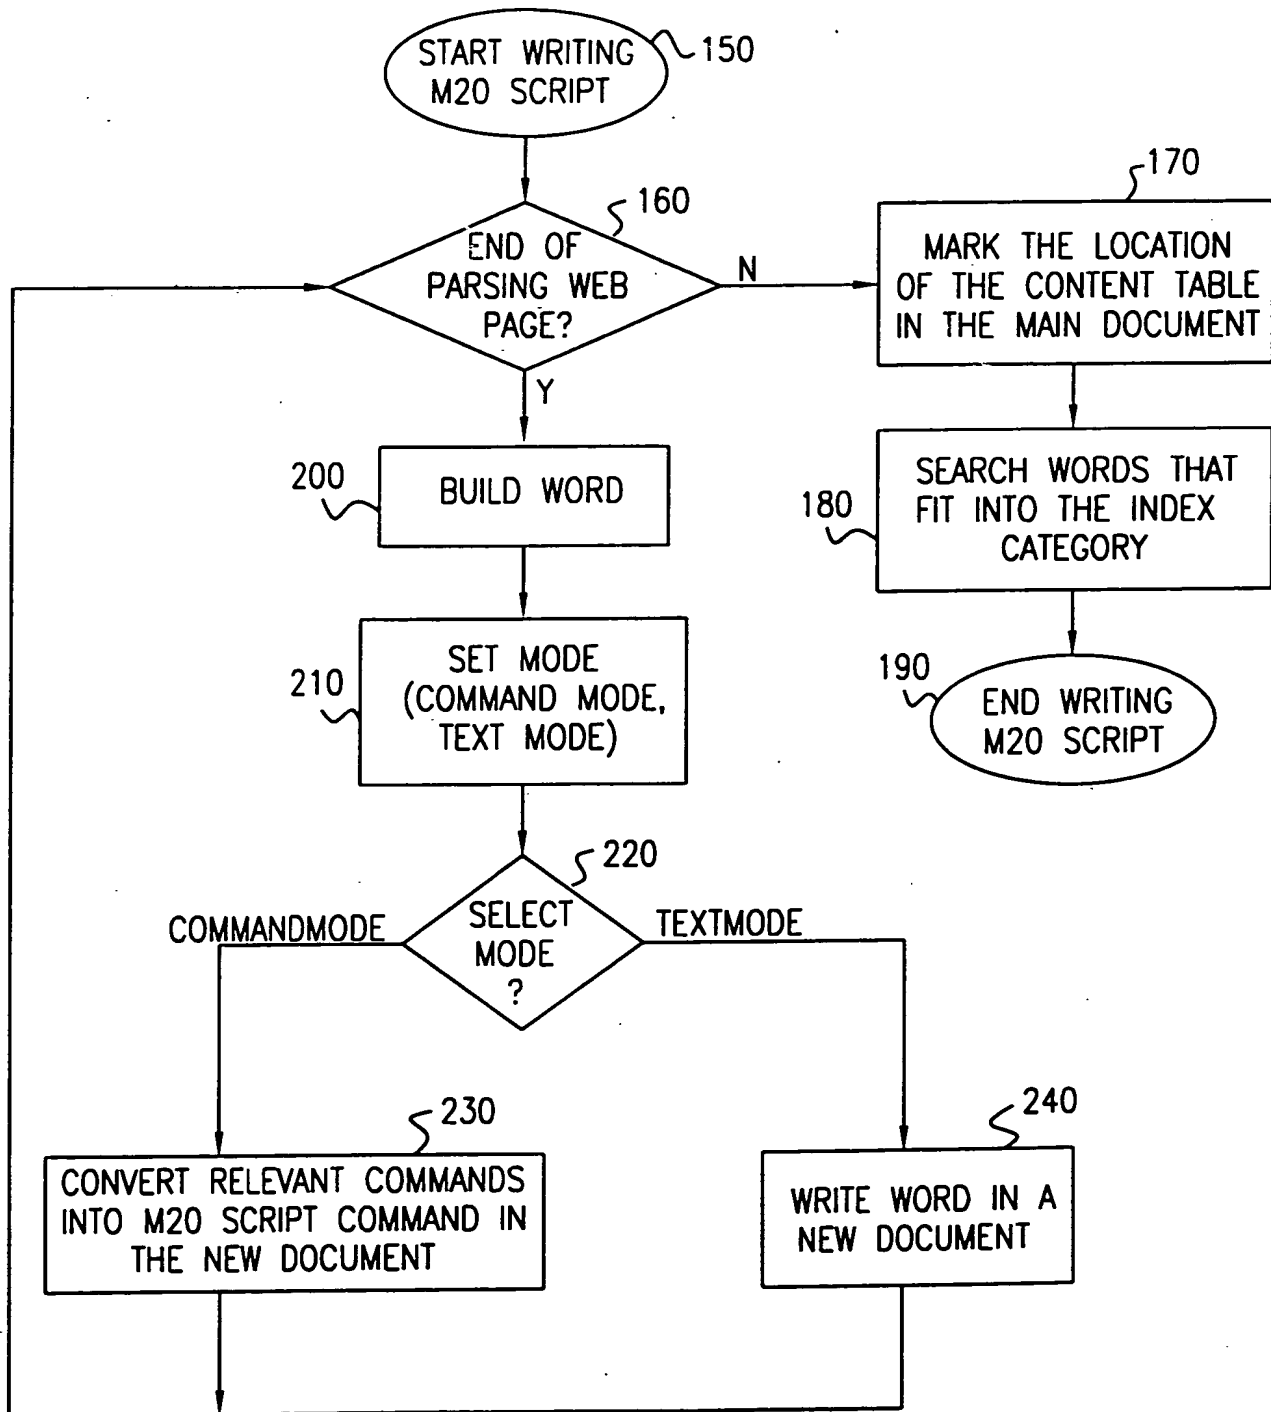 START WRITING
M20 SCRIPT
150
160
END OF
PARSING WEB
PAGE?
N
Y
170
MARK THE LOCATION
OF THE CONTENT TABLE
IN THE MAIN DOCUMENT
200
BUILD WORD
180
SEARCH WORDS THAT
FIT INTO THE INDEX
CATEGORY
210
SET MODE
(COMMAND MODE,
TEXT MODE)
190
END WRITING
M20 SCRIPT
220
SELECT
MODE
?
COMMANDMODE
TEXTMODE
230
CONVERT RELEVANT COMMANDS
INTO M20 SCRIPT COMMAND IN
THE NEW DOCUMENT
240
WRITE WORD IN A
NEW DOCUMENT